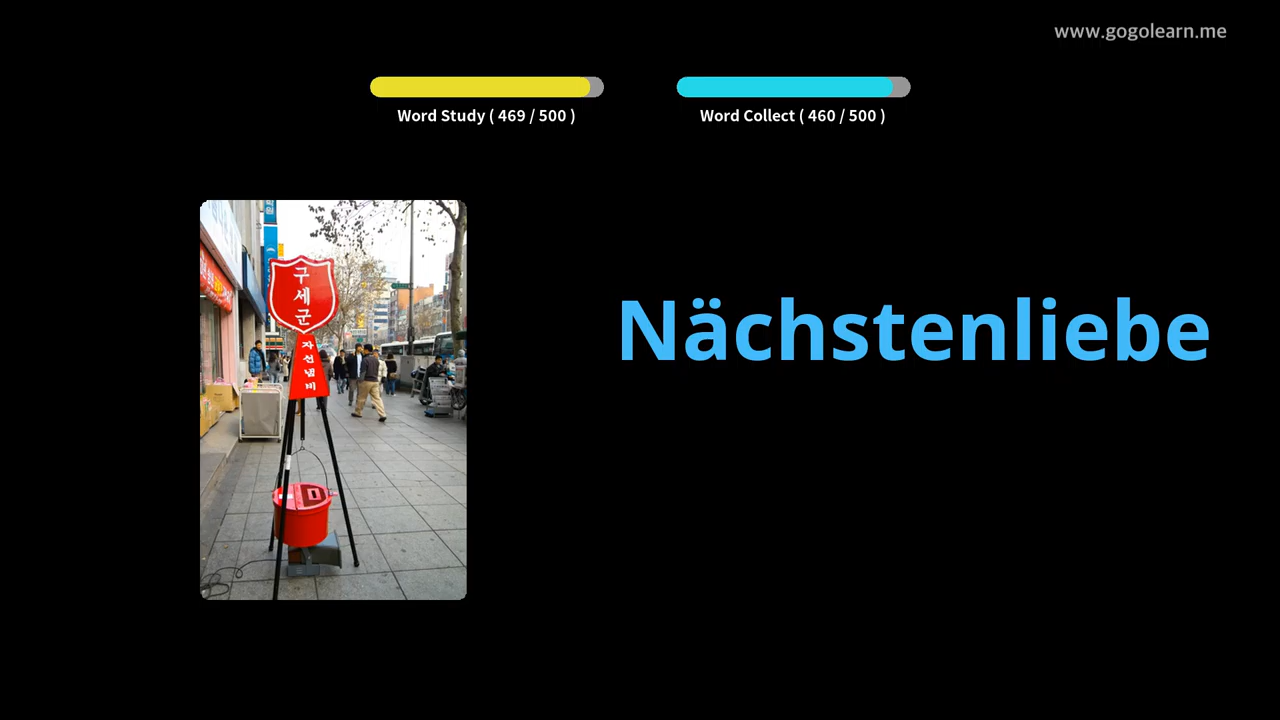 www.gogolearn.me
Word Study ( 469 / 500 )
Word Collect ( 460 / 500 )
구세군
자선냄비
Nächstenliebe